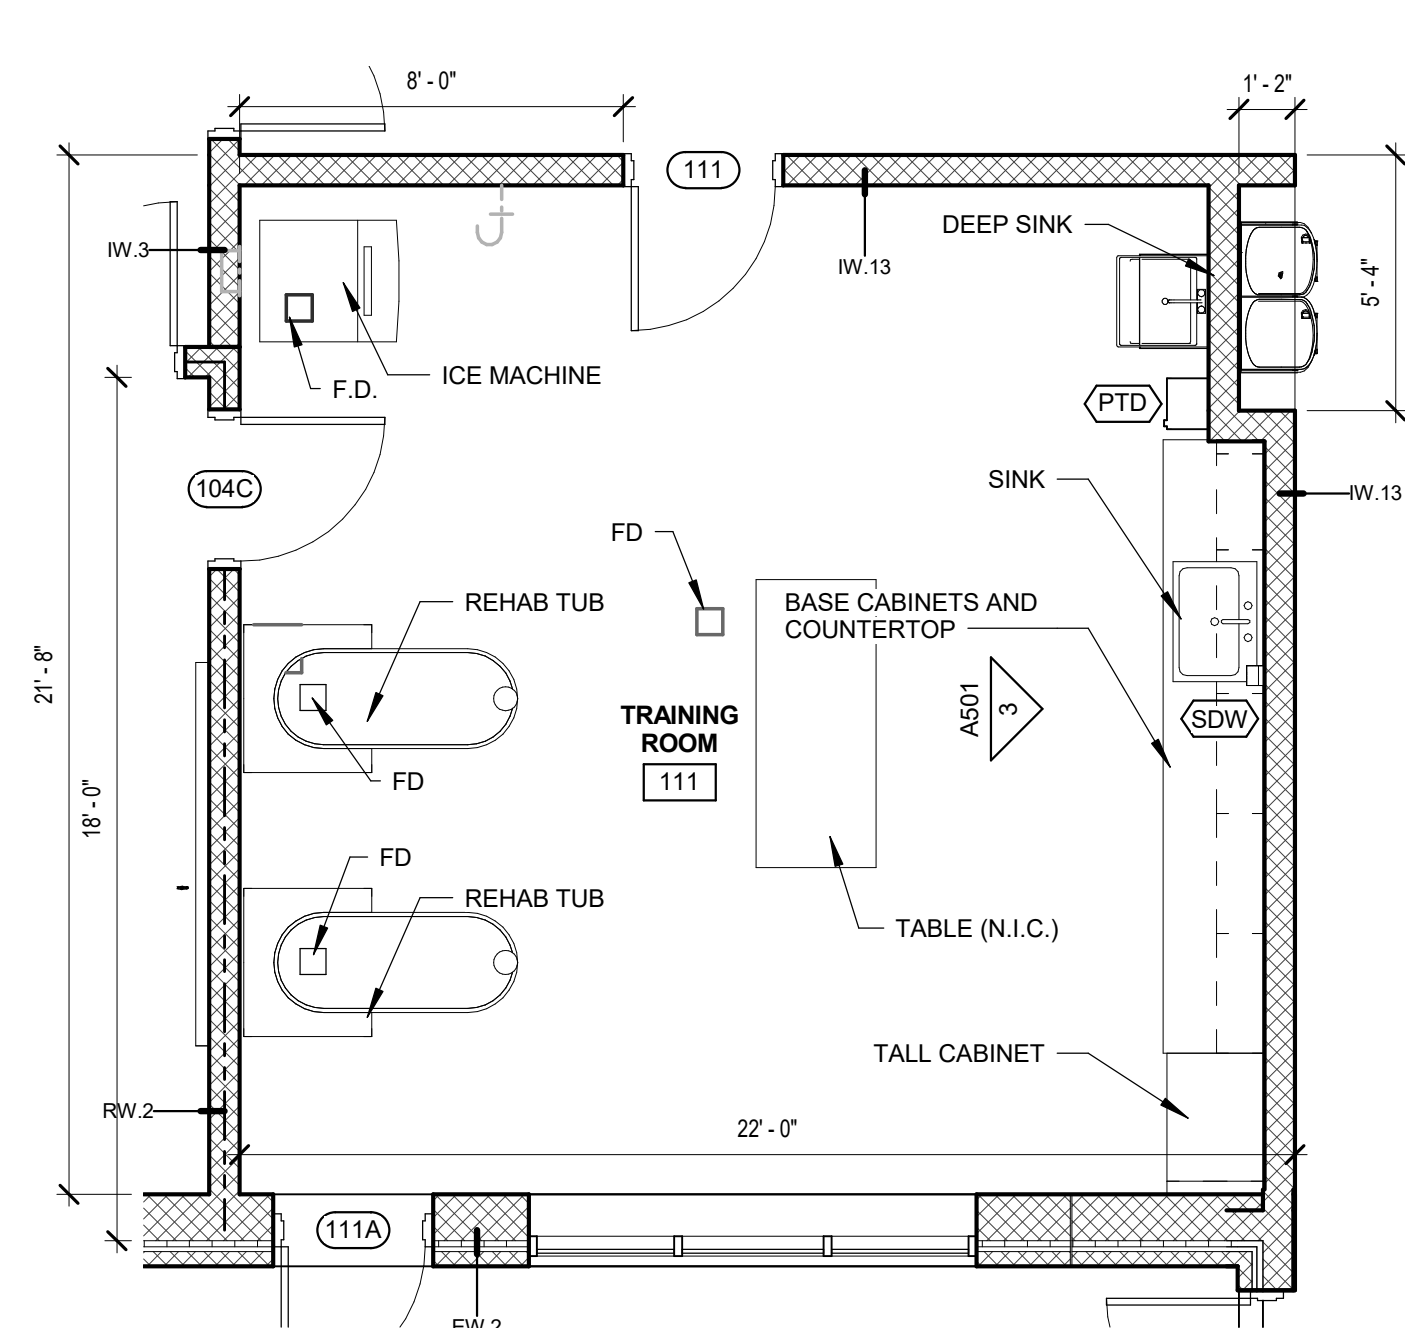 8' - 0"
1' - 2"
111
DEEP SINK
IW.3
IW.13
5' - 4"
F.D.
ICE MACHINE
PTD
104C
SINK
IW.13
FD
REHAB TUB
BASE CABINETS AND
COUNTERTOP
21' - 8"
A501
3
TRAINING
ROOM
111
SDW
FD
18' - 0"
FD
REHAB TUB
TABLE (N.I.C.)
TALL CABINET
RW.2
22' - 0"
111A